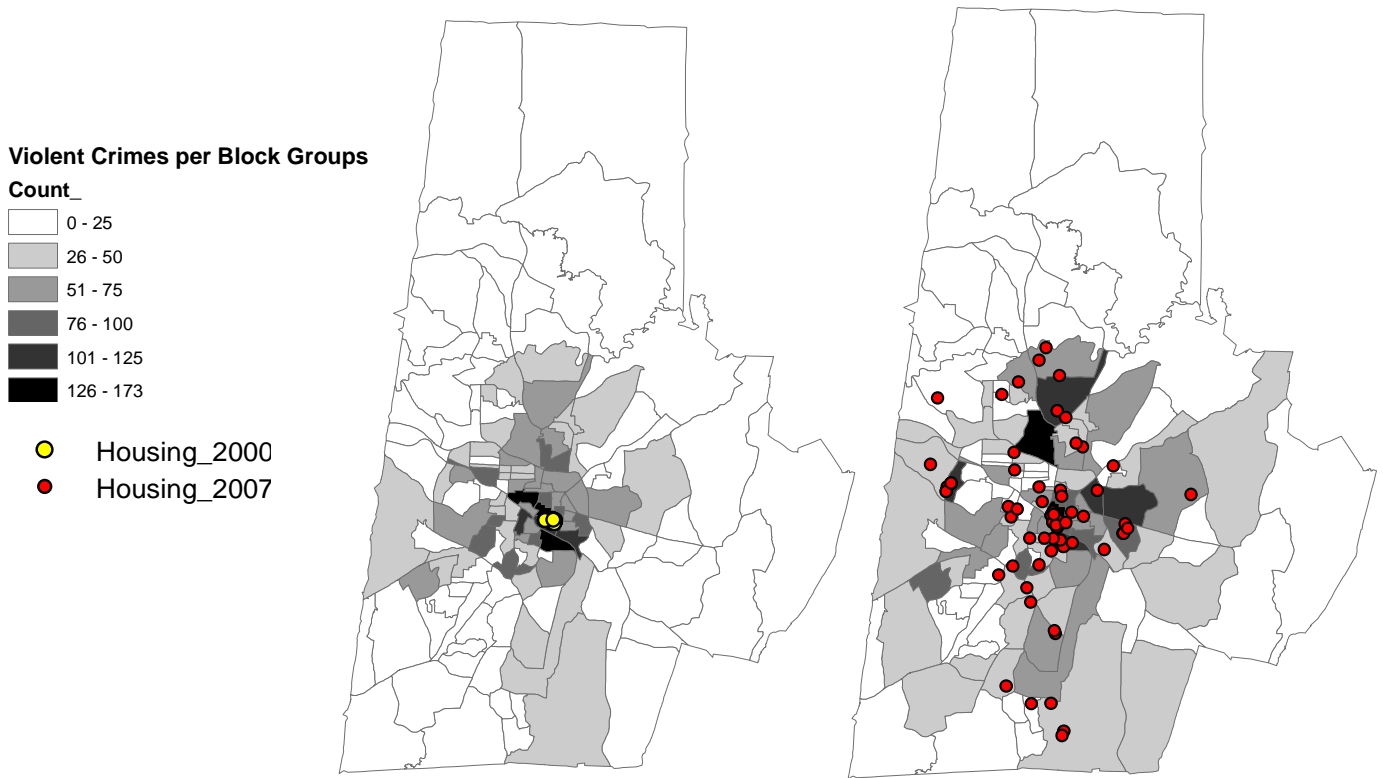 Violent Crimes per Block Groups
Count_
0 - 25
26 - 50
51 - 75
76 - 100
101 - 125
126 - 173
Housing_2000
Housing_2007